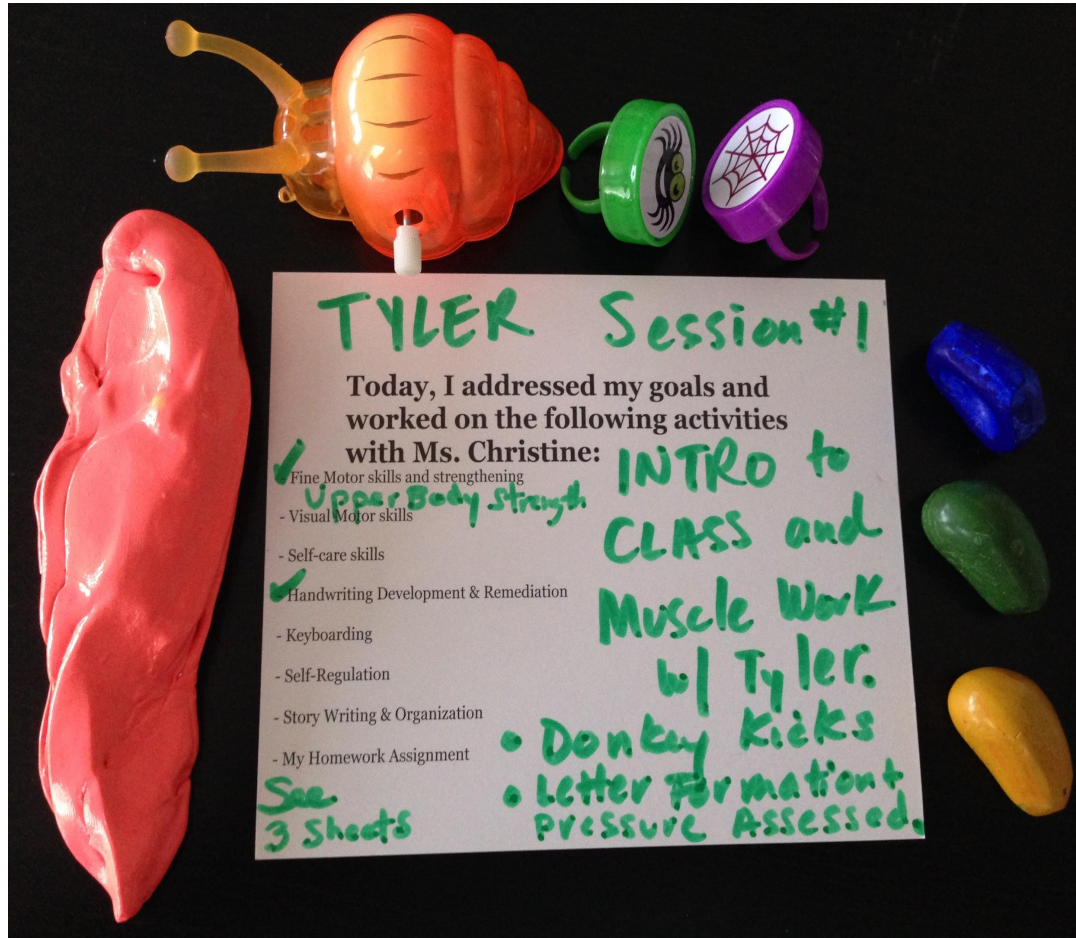 TYLER Session #1
Today, I addressed my goals and
worked on the following activities
with Ms. Christine:
✓ Fine Motor skills and strengthening
Upper Body Strength
- Visual Motor skills
- Self-care skills
✓ Handwriting Development & Remediation
- Keyboarding
- Self-Regulation
- Story Writing & Organization
- My Homework Assignment
See
3 Sheets
INTRO to
CLASS and
Muscle Work
w/ Tyler.
• Donkey Kicks
• Letter Formation +
Pressure Assessed.